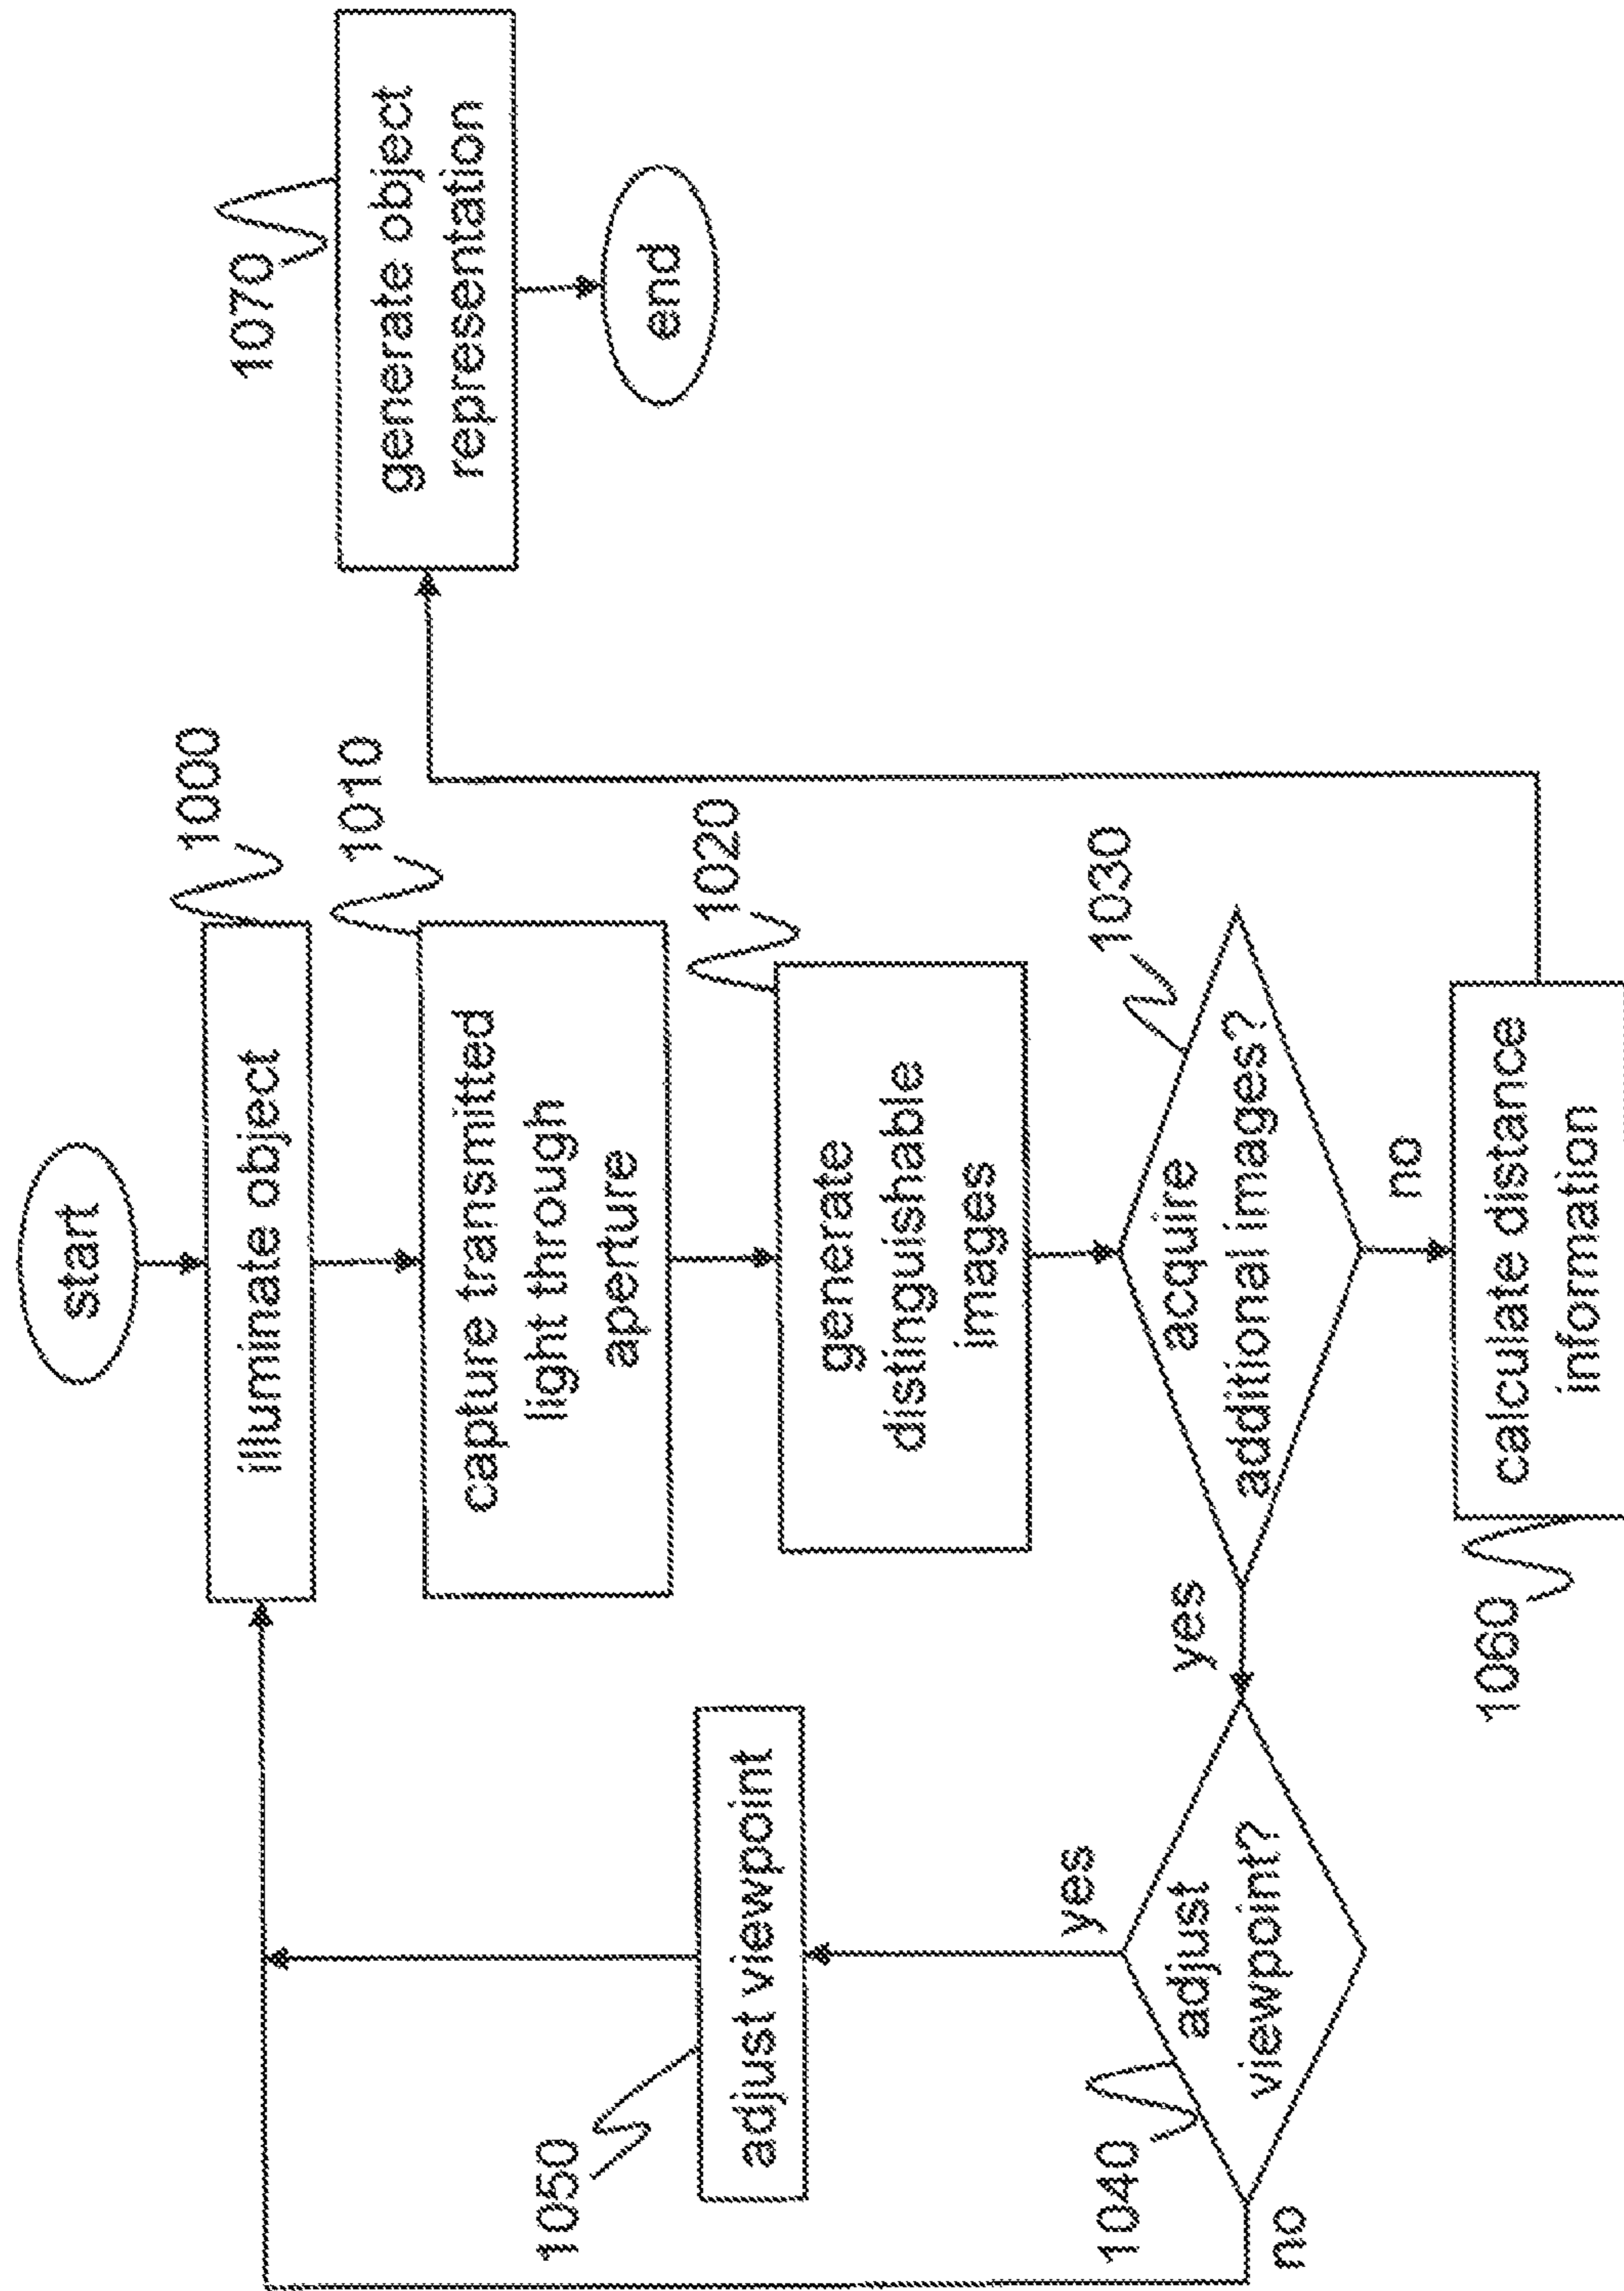 start
1000
illuminate object
1010
capture transmitted
light through
aperture
1020
generate
distinguishable
images
1030
acquire
additional images?
yes
no
1040
adjust
viewpoint?
yes
no
1050
adjust viewpoint
1060
calculate distance
information
1070
generate object
representation
end